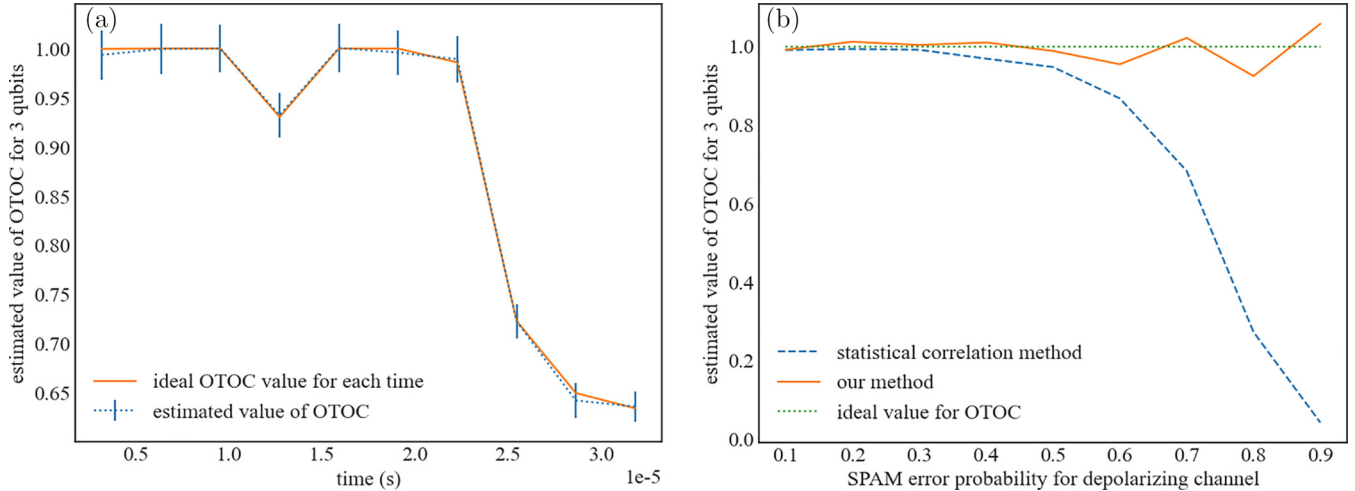 (a)
estimated value of OTOC for 3 qubits
1.00
0.95
0.90
0.85
0.80
0.75
0.70
0.65
ideal OTOC value for each time
estimated value of OTOC
0.5 1.0 1.5 2.0 2.5 3.0
1e-5
time (s)
(b)
estimated value of OTOC for 3 qubits
1.0
0.8
0.6
0.4
0.2
0.0
statistical correlation method
our method
ideal value for OTOC
0.1 0.2 0.3 0.4 0.5 0.6 0.7 0.8 0.9
SPAM error probability for depolarizing channel